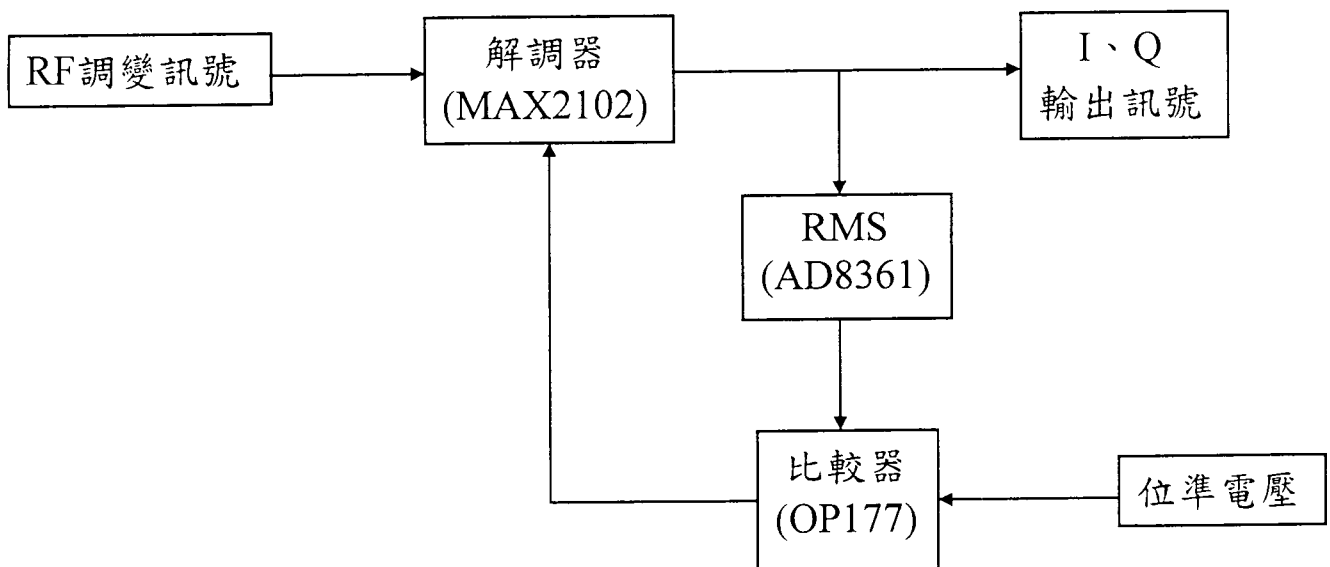 RF調變訊號
解調器
(MAX2102)
I、Q
輸出訊號
RMS
(AD8361)
比較器
(OP177)
位準電壓